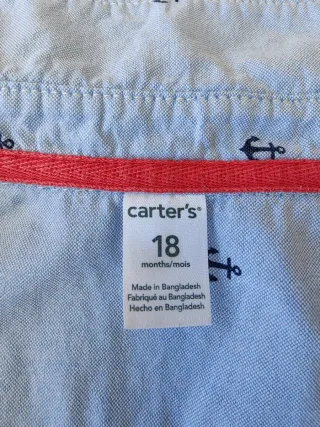 carter's®
18
months/mois
Made in Bangladesh
Fabriqué au Bangladesh
Hecho en Bangladesh